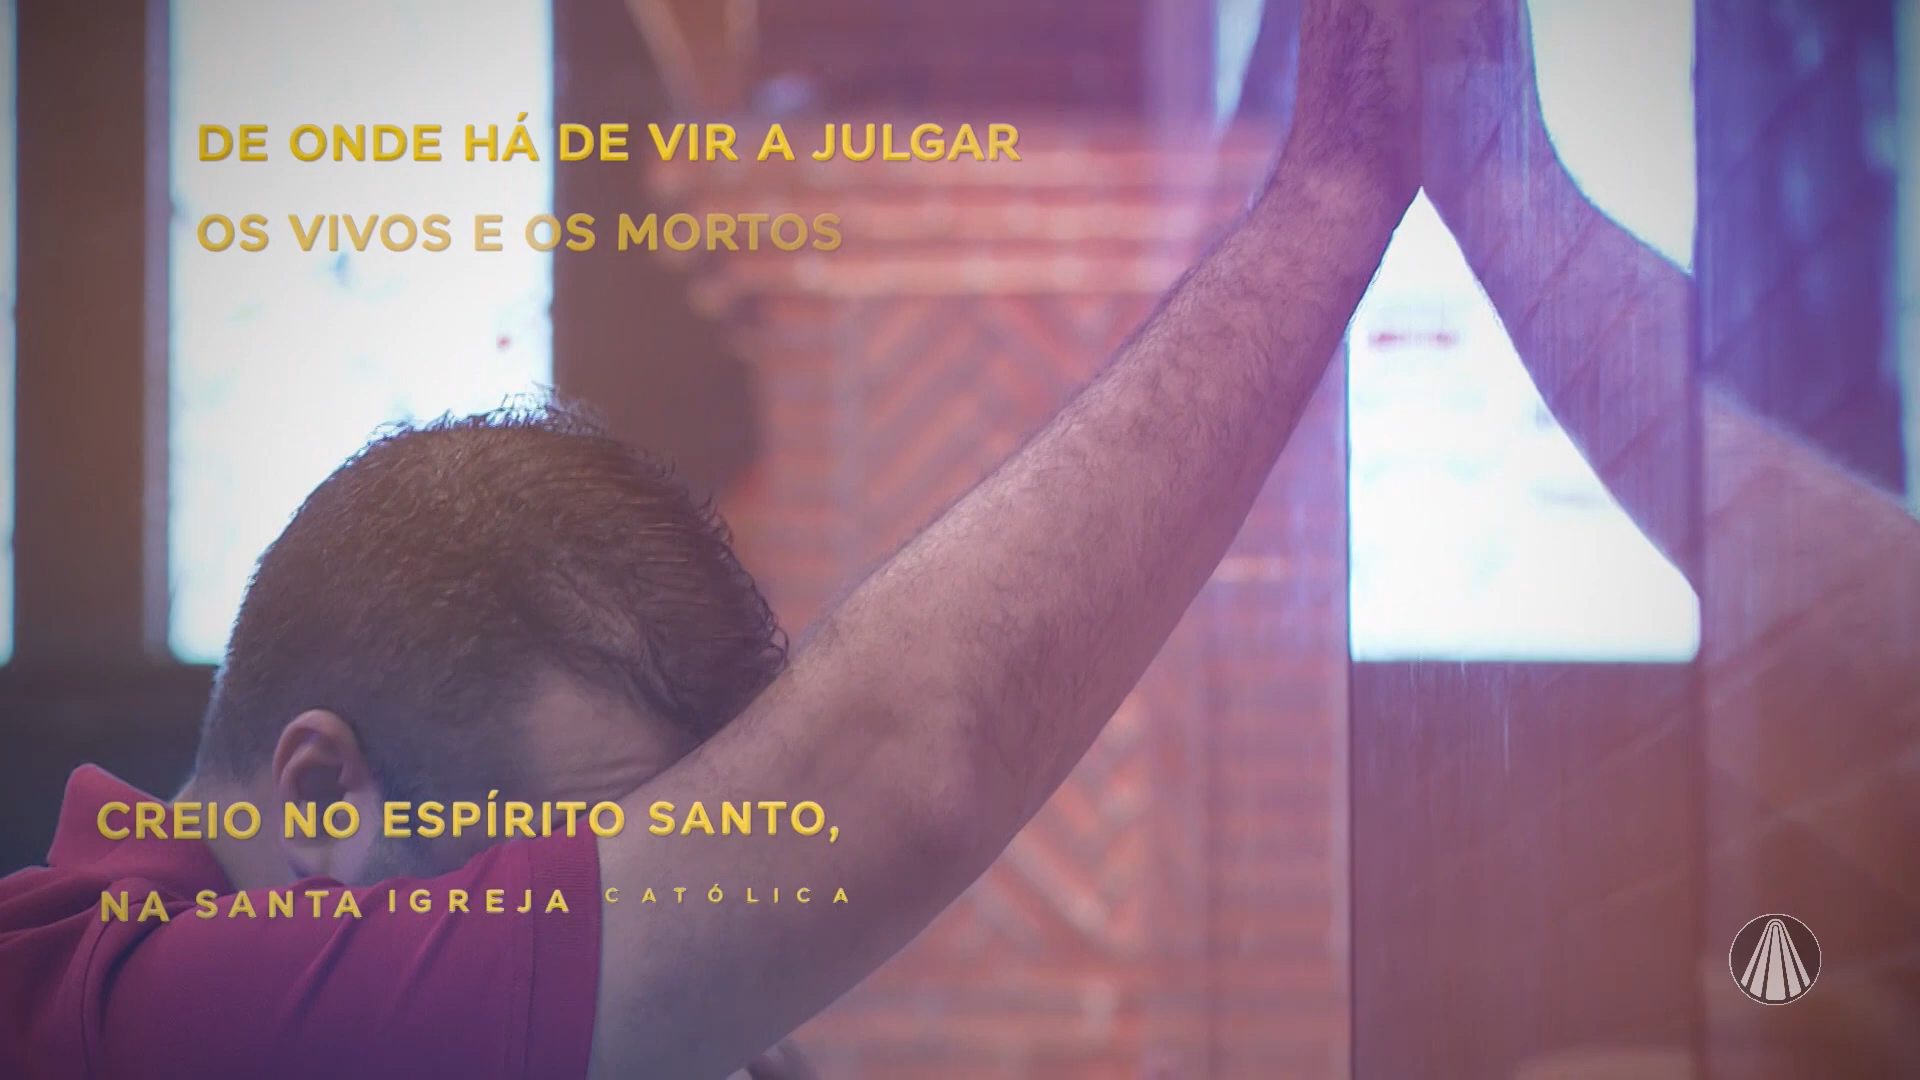 DE ONDE HÁ DE VIR A JULGAR
OS VIVOS E OS MORTOS
CREIO NO ESPÍRITO SANTO,
NA SANTA IGREJA CATÓLICA